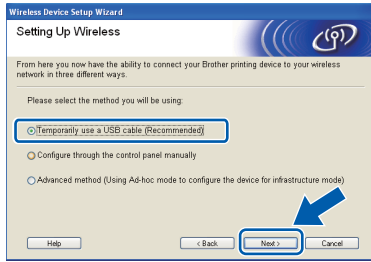 Wireless Device Setup Wizard
Setting Up Wireless
From here you now have the ability to connect your Brother printing device to your wireless
network in three different ways.
Please select the method you will be using:
Temporarily use a USB cable (Recommended)
Configure through the control panel manually
Advanced method (Using Ad-hoc mode to configure the device for infrastructure mode)
Help
< Back
Next >
Cancel